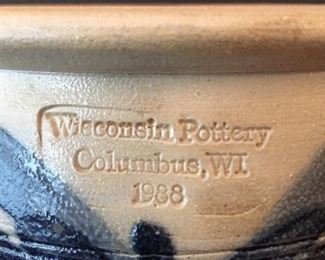 Wisconsin Pottery
Columbus, WI
1988